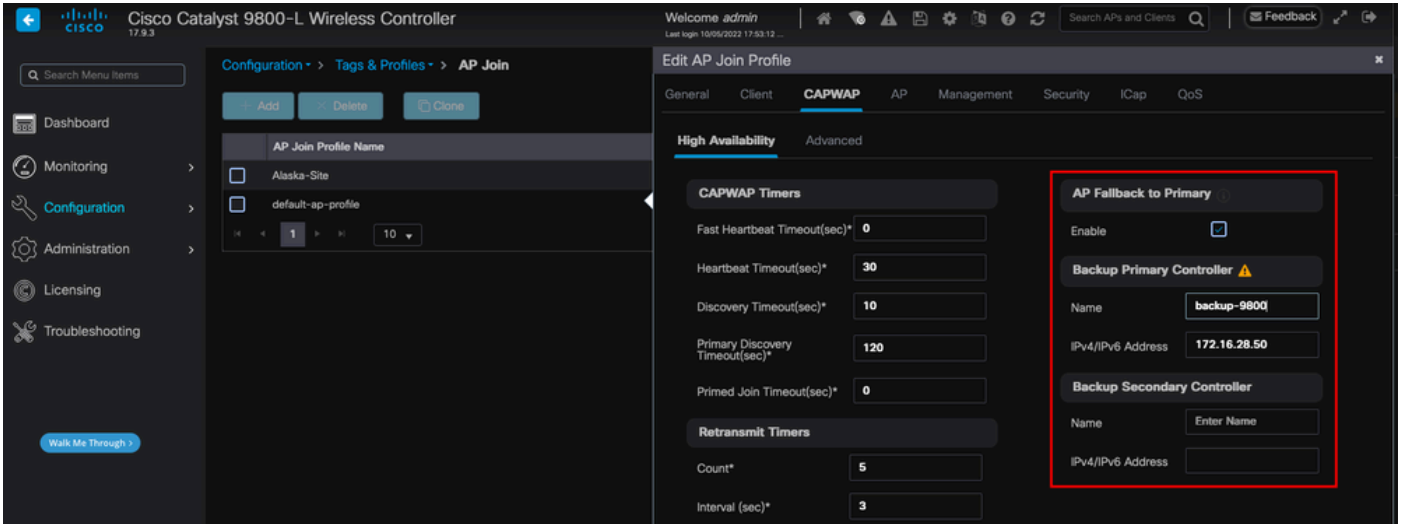 CISCO
Cisco Catalyst 9800-L Wireless Controller
17.9.3
Welcome admin
Last login 10/05/2022 17:53:12 ...
Search APs and Clients
Feedback
Search Menu Items
Dashboard
Monitoring
Configuration
Administration
Licensing
Troubleshooting
Walk Me Through >
Configuration > Tags & Profiles > AP Join
+ Add
× Delete
Clone
AP Join Profile Name
Alaska-Site
default-ap-profile
1
10
Edit AP Join Profile
General Client CAPWAP AP Management Security ICap QoS
High Availability Advanced
CAPWAP Timers
Fast Heartbeat Timeout(sec)* 0
Heartbeat Timeout(sec)* 30
Discovery Timeout(sec)* 10
Primary Discovery
Timeout(sec)* 120
Primed Join Timeout(sec)* 0
Retransmit Timers
Count* 5
Interval (sec)* 3
AP Fallback to Primary
Enable
Backup Primary Controller
Name backup-9800
IPv4/IPv6 Address 172.16.28.50
Backup Secondary Controller
Name Enter Name
IPv4/IPv6 Address